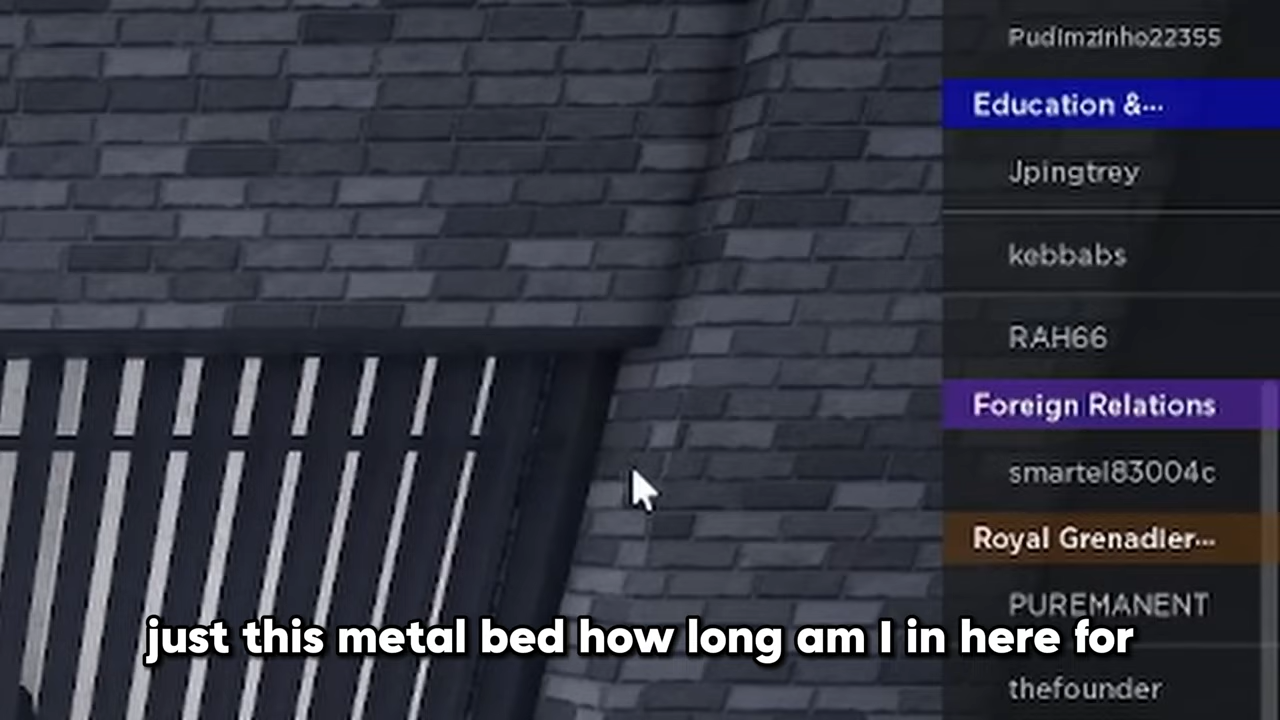 Pudimzinho22355
Education &...
Jpingtrey
kebbabs
RAH66
Foreign Relations
smartel83004c
Royal Grenadier...
PUREMANENT
just this metal bed how long am I in here for
thefounder